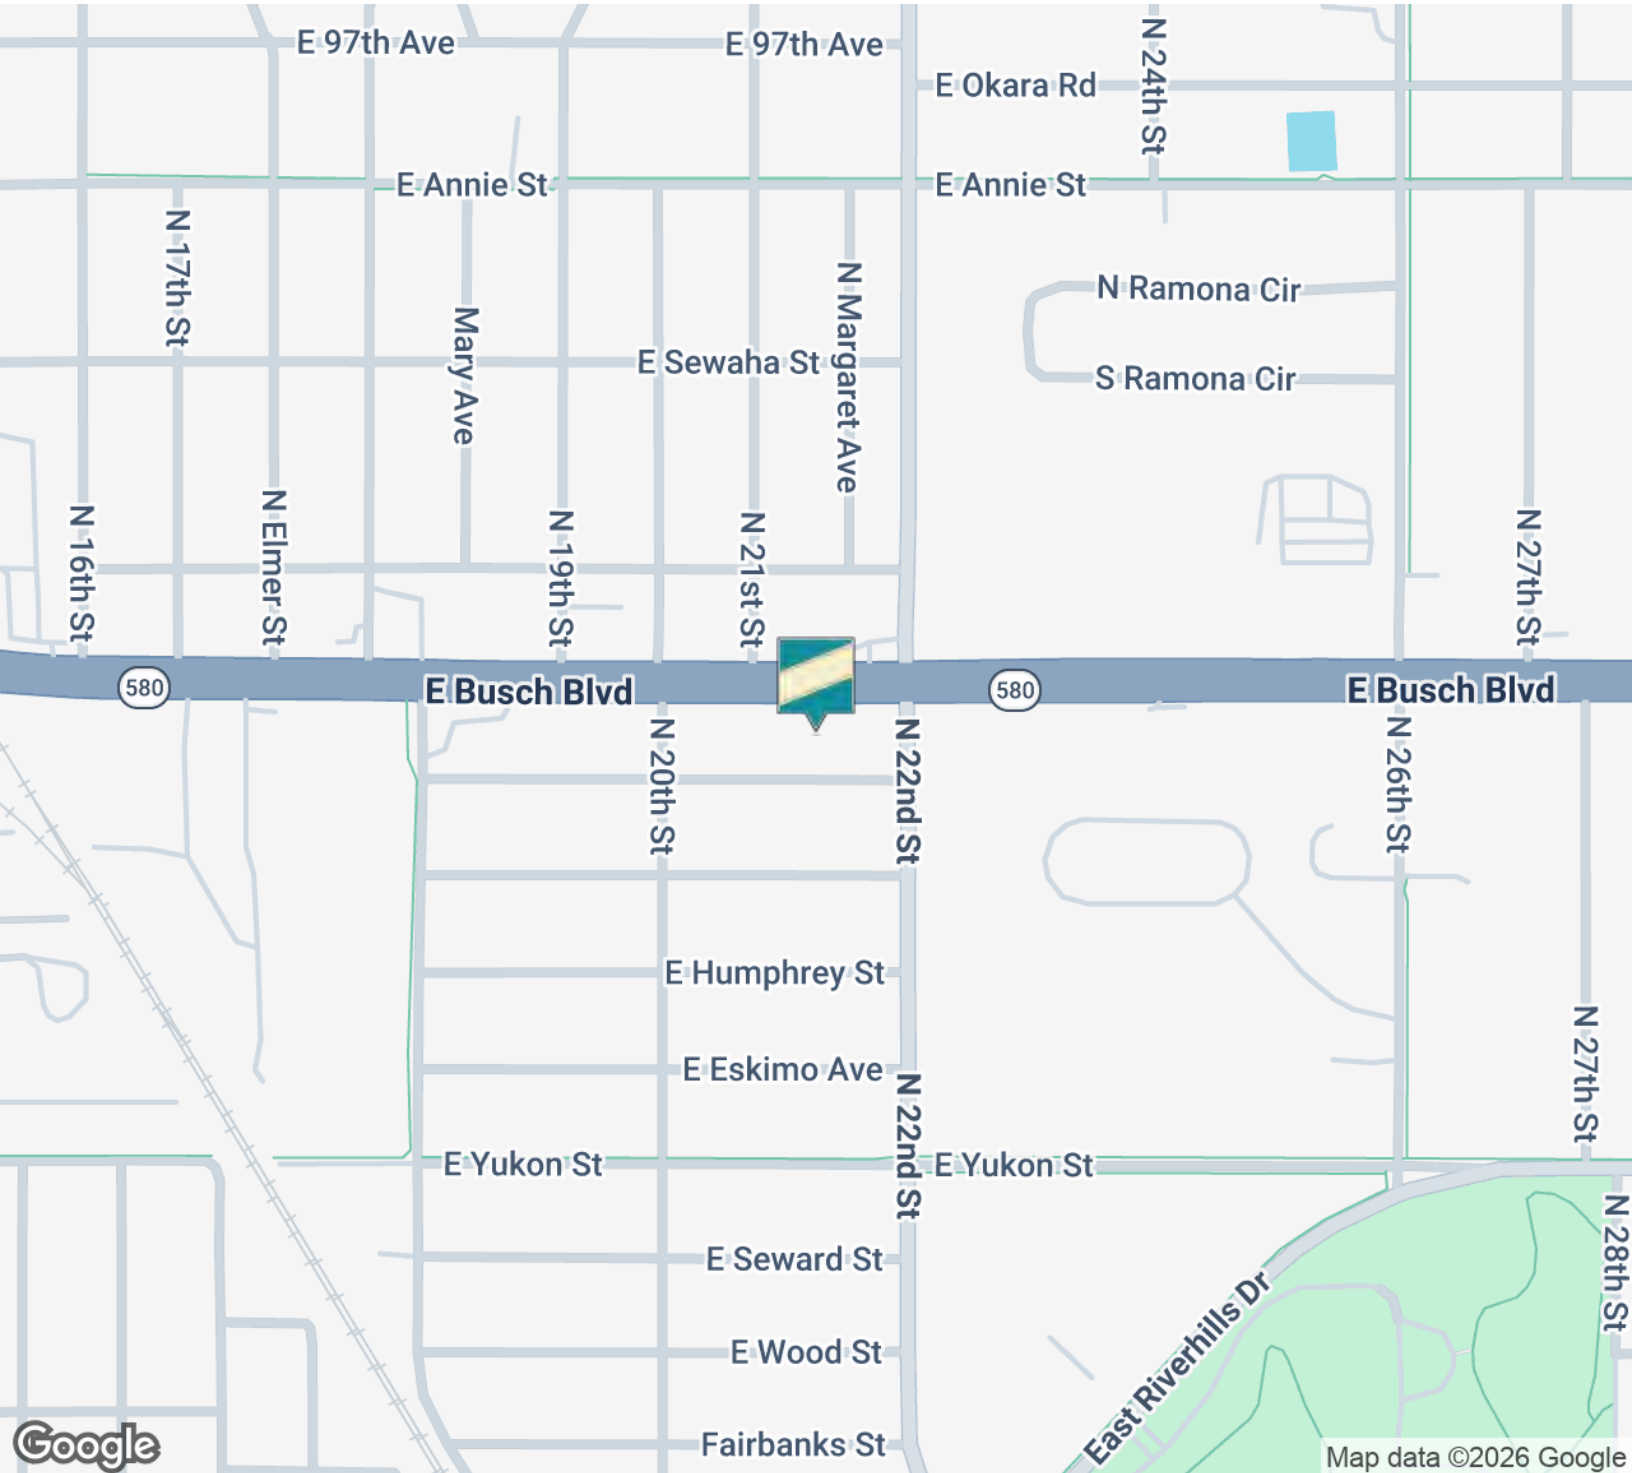 E 97th Ave
E 97th Ave
N 24th St
E Okara Rd
E Annie St
E Annie St
N 17th St
N Margaret Ave
N Ramona Cir
Mary Ave
E Sewaha St
S Ramona Cir
N 16th St
N Elmer St
N 19th St
N 21st St
N 27th St
580
E Busch Blvd
580
E Busch Blvd
N 20th St
N 22nd St
N 26th St
E Humphrey St
N 27th St
E Eskimo Ave
N 22nd St
E Yukon St
E Yukon St
N 28th St
E Seward St
East Riverhills Dr
E Wood St
Fairbanks St
Google
Map data ©2026 Google